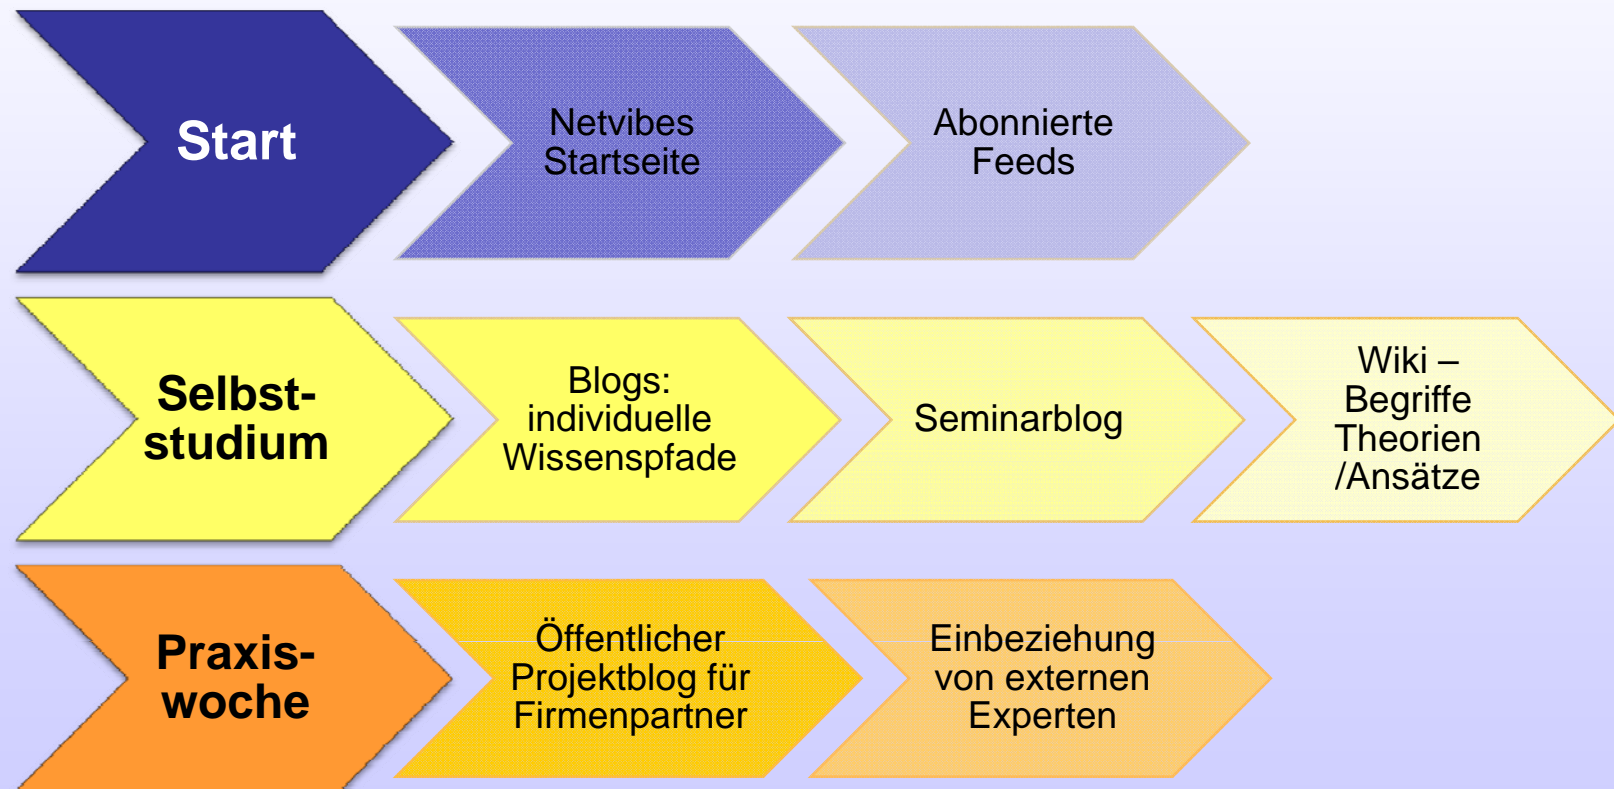 Start
Netvibes
Startseite
Abonnierte
Feeds
Selbst-
studium
Blogs:
individuelle
Wissenspfade
Seminarblog
Wiki –
Begriffe
Theorien
/Ansätze
Praxis-
woche
Öffentlicher
Projektblog für
Firmenpartner
Einbeziehung
von externen
Experten